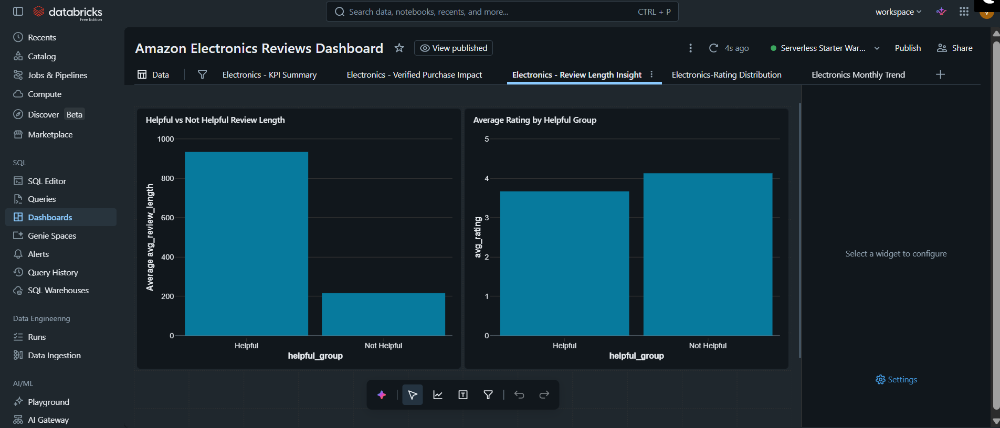 databricks
Free Edition
Search data, notebooks, recents, and more...
CTRL + P
workspace
Recents
Catalog
Jobs & Pipelines
Compute
Discover Beta
Marketplace
SQL
SQL Editor
Queries
Dashboards
Genie Spaces
Alerts
Query History
SQL Warehouses
Data Engineering
Runs
Data Ingestion
AI/ML
Playground
AI Gateway
Amazon Electronics Reviews Dashboard
View published
4s ago
Serverless Starter War...
Publish
Share
Data
Electronics - KPI Summary
Electronics - Verified Purchase Impact
Electronics - Review Length Insight
Electronics-Rating Distribution
Electronics Monthly Trend
Helpful vs Not Helpful Review Length
1000
800
600
400
200
0
Average avg_review_length
Helpful
Not Helpful
helpful_group
Average Rating by Helpful Group
5
4
3
2
1
0
avg_rating
Helpful
Not Helpful
helpful_group
Select a widget to configure
Settings